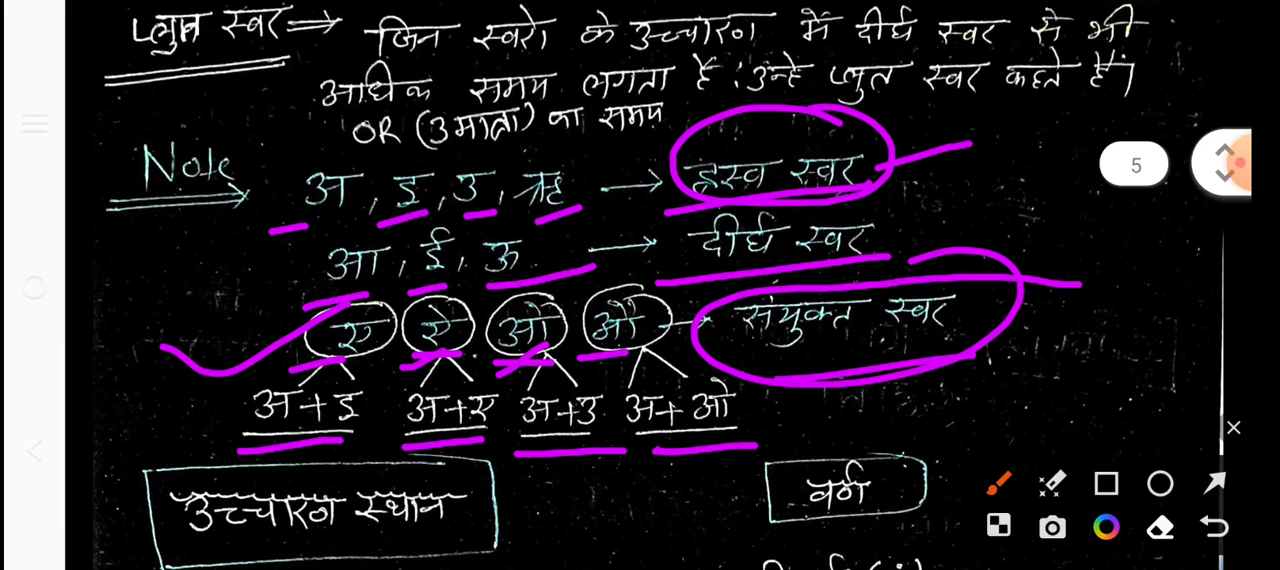 प्लुत स्वर ⇒ जिन स्वरो के उच्चारण में दीर्घ स्वर से भी
अधिक समय लगता है। उन्हे प्लुत स्वर कहते हैं।
OR (3 मात्रा) का समय
Note अ, इ, उ, ऋ → ह्रस्व स्वर
5
आ, ई, ऊ → दीर्घ स्वर
ए ऐ ओ औ → संयुक्त स्वर
अ+इ अ+ए अ+उ अ+ओ
उच्चारण स्थान वर्ग